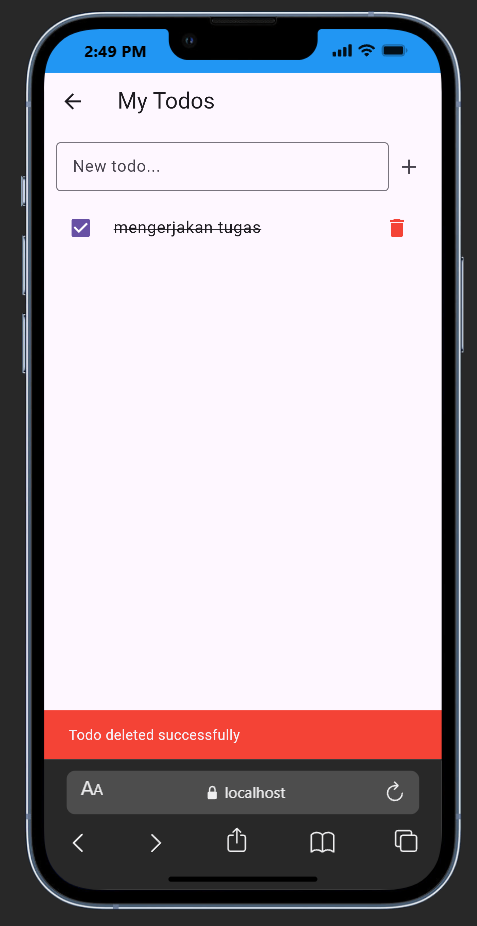 2:49 PM
My Todos
New todo...
mengerjakan tugas
Todo deleted successfully
AA
localhost